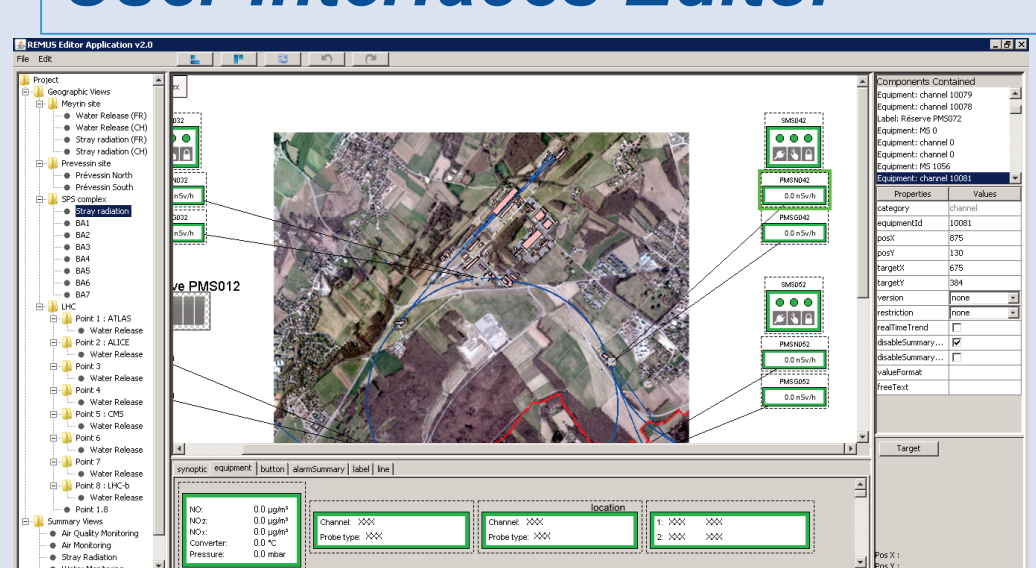 User Interfaces Editor
REMUS Editor Application v2.0
File Edit
Project
Geographic Views
Meyrin site
Water Release (FR)
Water Release (CH)
Stray radiation (FR)
Stray radiation (CH)
Prevessin site
Prévessin North
Prévessin South
SPS complex
Stray radiation
BA1
BA2
BA3
BA4
BA5
BA6
BA7
LHC
Point 1 : ATLAS
Water Release
Point 2 : ALICE
Water Release
Point 3
Water Release
Point 4
Water Release
Point 5 : CMS
Water Release
Point 6
Water Release
Point 7
Water Release
Point 8 : LHC-b
Water Release
Point 1.8
Summary Views
Air Quality Monitoring
Air Monitoring
Stray Radiation
Water Monitoring
ex
032
N032
nSv/h
G032
nSv/h
ve PMS012
SMS042
PMSN042
0.0 nSv/h
PMSG042
0.0 nSv/h
SMS052
PMSN052
0.0 nSv/h
PMSG052
0.0 nSv/h
synoptic equipment button alarmSummary label line
NO: 0.0 µg/m³
NO₂: 0.0 µg/m³
NOₓ: 0.0 µg/m³
Converter: 0.0 °C
Pressure: 0.0 mbar
Channel: XXX
Probe type: XXX
location
Channel: XXX
Probe type: XXX
1: XXX XXX
2: XXX XXX
Components Contained
Equipment: channel 10079
Equipment: channel 10078
Label: Réserve PMS072
Equipment: MS 0
Equipment: channel 0
Equipment: channel 0
Equipment: MS 1056
Equipment: channel 10081
Properties Values
category channel
equipmentId 10081
posX 875
posY 130
targetX 675
targetY 384
version none
restriction none
realTimeTrend
disableSummary...
disableSummary...
valueFormat
freeText
Target
Pos X :
Pos Y :